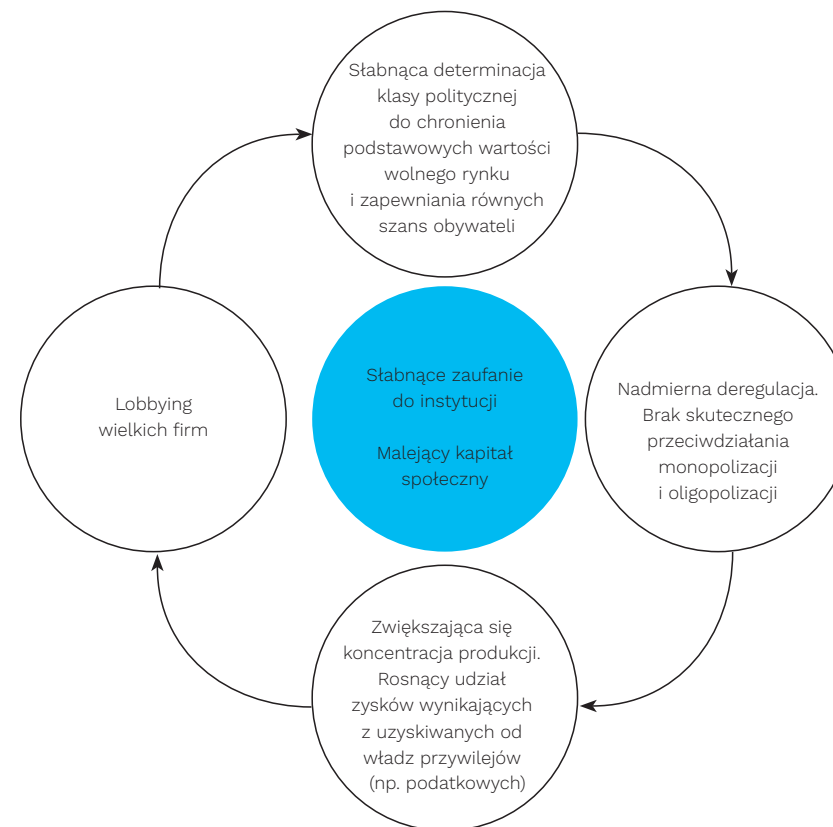 Słabnąca determinacja
klasy politycznej
do chronienia
podstawowych wartości
wolnego rynku
i zapewniania równych
szans obywateli
Lobbying
wielkich firm
Słabnące zaufanie
do instytucji
Malejący kapitał
społeczny
Nadmierna deregulacja.
Brak skutecznego
przeciwdziałania
monopolizacji
i oligopolizacji
Zwiększająca się
koncentracja produkcji.
Rosnący udział
zysków wynikających
z uzyskiwanych od
władz przywilejów
(np. podatkowych)